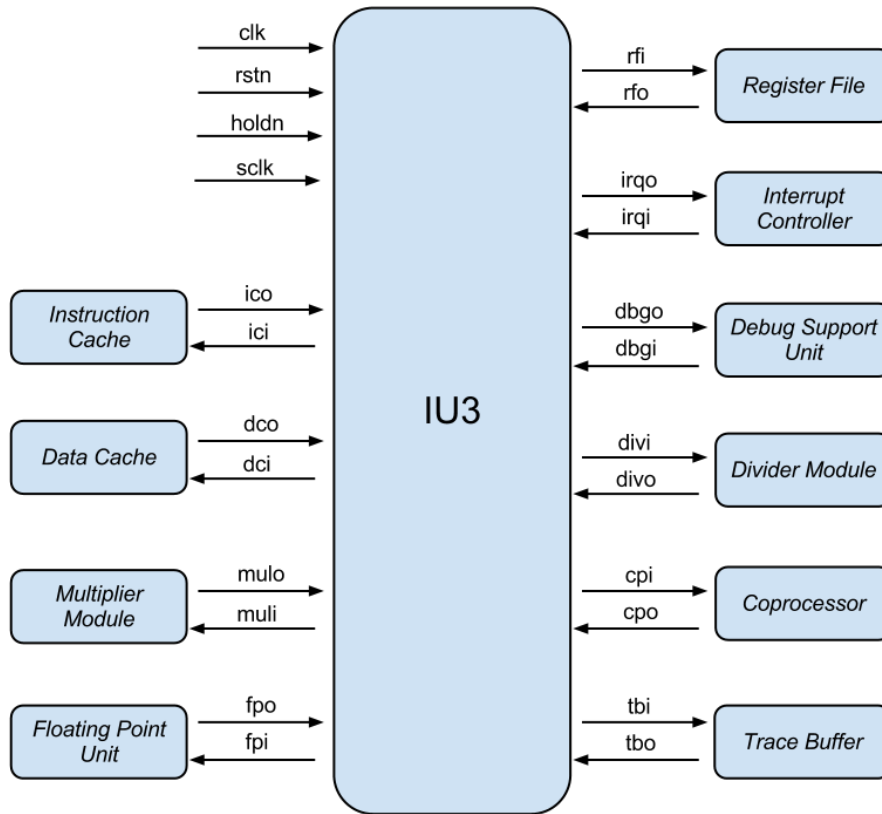 clk
rstn
holdn
sclk
ico
Instruction
Cache
ici
dco
Data Cache
dci
mulo
Multiplier
Module
muli
fpo
Floating Point
Unit
fpi
IU3
rfi
Register File
rfo
irqo
Interrupt
Controller
irqi
dbgo
Debug Support
Unit
dbgi
divi
Divider Module
divo
cpi
Coprocessor
cpo
tbi
Trace Buffer
tbo